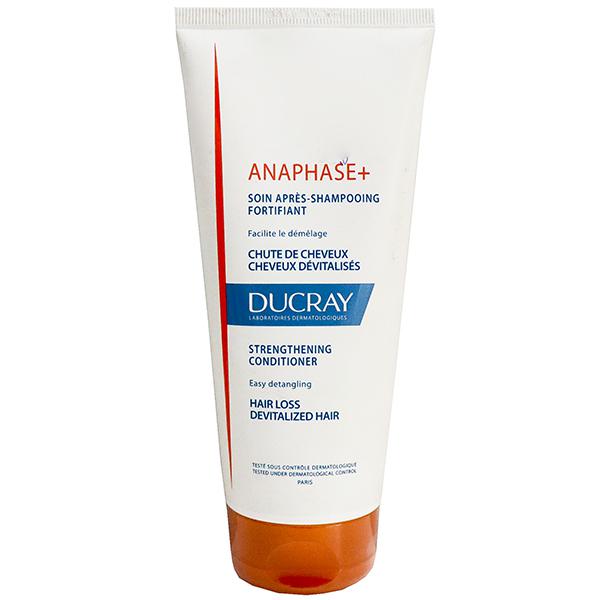 ANAPHASE+
SOIN APRÈS-SHAMPOOING
FORTIFIANT
Facilite le démêlage
CHUTE DE CHEVEUX
CHEVEUX DÉVITALISÉS
DUCRAY
LABORATOIRES DERMATOLOGIQUES
STRENGTHENING
CONDITIONER
Easy detangling
HAIR LOSS
DEVITALIZED HAIR
TESTÉ SOUS CONTRÔLE DERMATOLOGIQUE
TESTED UNDER DERMATOLOGICAL CONTROL
PARIS